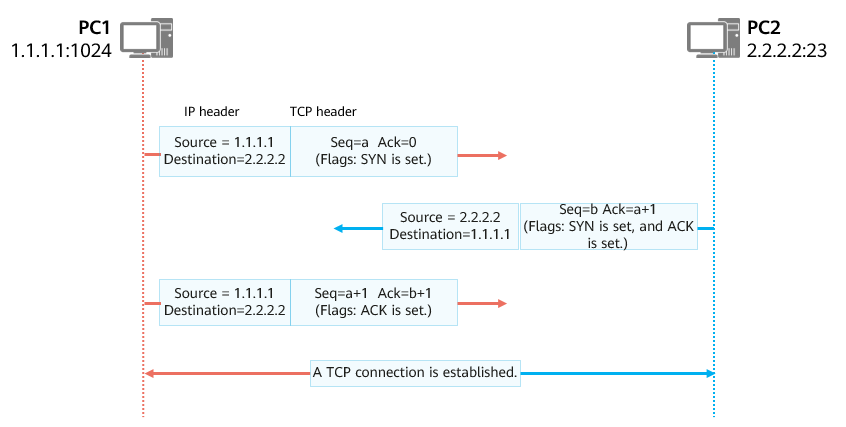 PC1
1.1.1.1:1024
PC2
2.2.2.2:23
IP header
TCP header
Source = 1.1.1.1
Destination=2.2.2.2
Seq=a  Ack=0
(Flags: SYN is set.)
Source = 2.2.2.2
Destination=1.1.1.1
Seq=b Ack=a+1
(Flags: SYN is set, and ACK
is set.)
Source = 1.1.1.1
Destination=2.2.2.2
Seq=a+1  Ack=b+1
(Flags: ACK is set.)
A TCP connection is established.